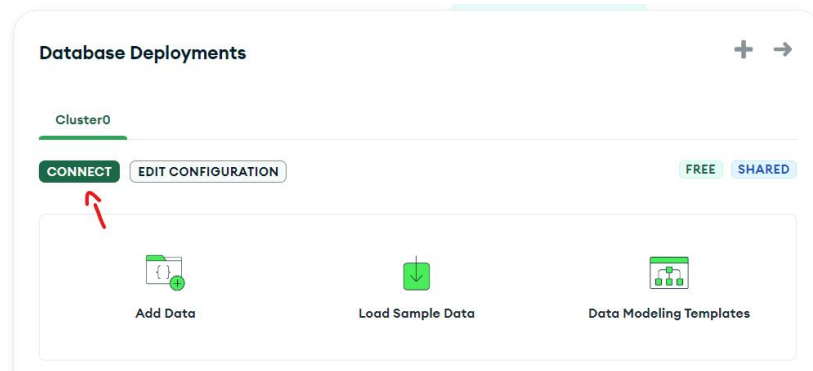 Database Deployments
Cluster0
CONNECT EDIT CONFIGURATION FREE SHARED
Add Data Load Sample Data Data Modeling Templates